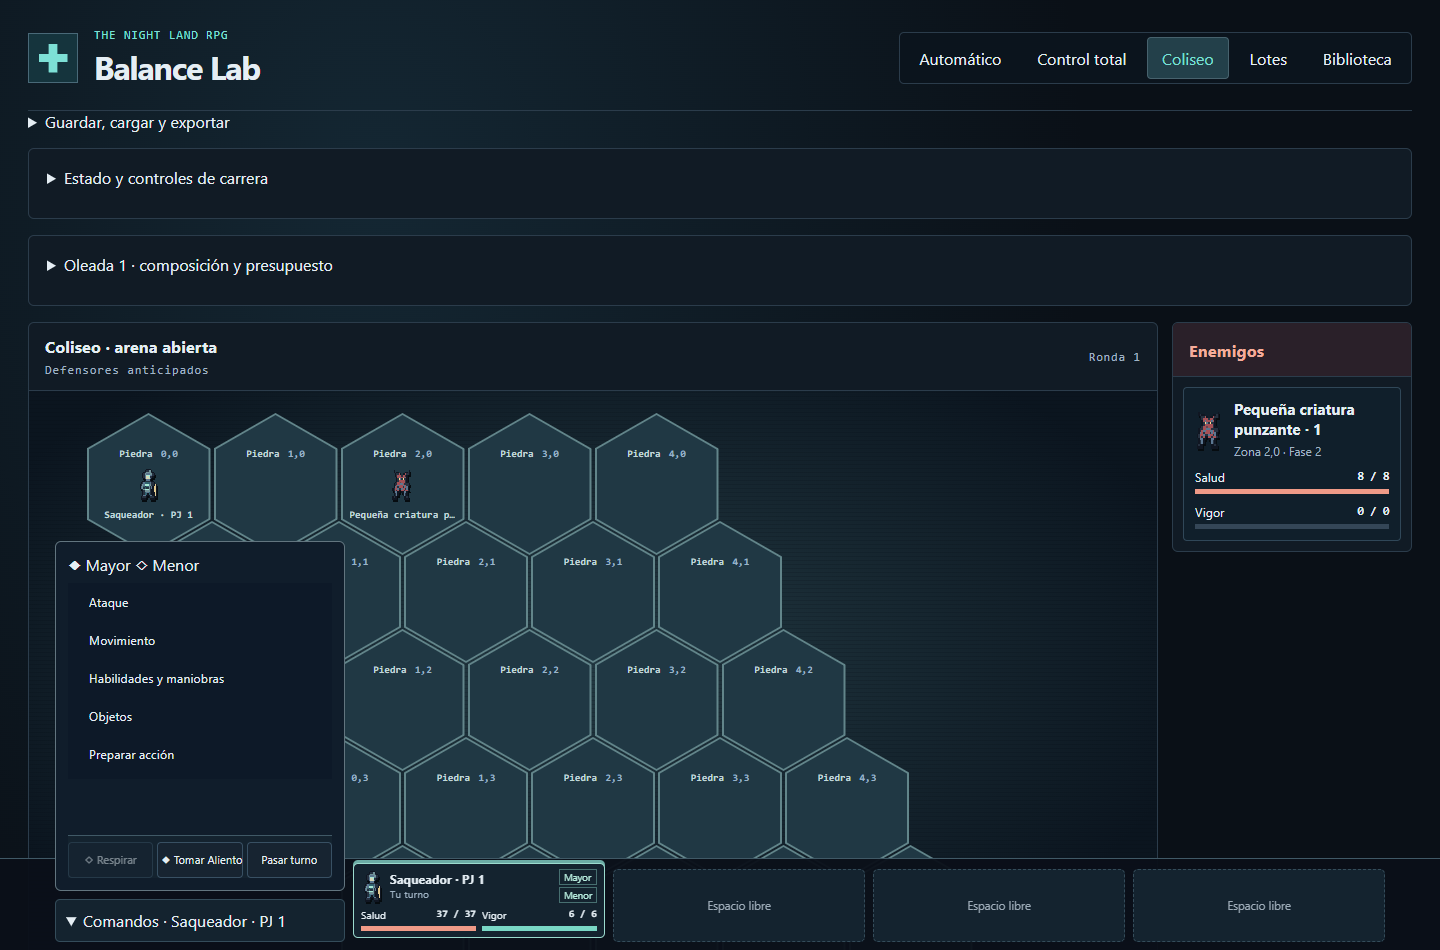 THE NIGHT LAND RPG
Balance Lab
Automático
Control total
Coliseo
Lotes
Biblioteca
Guardar, cargar y exportar
Estado y controles de carrera
Oleada 1 · composición y presupuesto
Coliseo · arena abierta
Defensores anticipados
Ronda 1
Enemigos
Pequeña criatura
punzante · 1
Zona 2,0 · Fase 2
Salud 8 / 8
Vigor 0 / 0
Piedra 0,0
Piedra 1,0
Piedra 2,0
Piedra 3,0
Piedra 4,0
Saqueador · PJ 1
Pequeña criatura p…
1,1
Piedra 2,1
Piedra 3,1
Piedra 4,1
Piedra 1,2
Piedra 2,2
Piedra 3,2
Piedra 4,2
0,3
Piedra 1,3
Piedra 2,3
Piedra 3,3
Piedra 4,3
◆ Mayor ◇ Menor
Ataque
Movimiento
Habilidades y maniobras
Objetos
Preparar acción
◇ Respirar
◆ Tomar Aliento
Pasar turno
▼ Comandos · Saqueador · PJ 1
Saqueador · PJ 1
Tu turno
Mayor
Menor
Salud 37 / 37
Vigor 6 / 6
Espacio libre
Espacio libre
Espacio libre